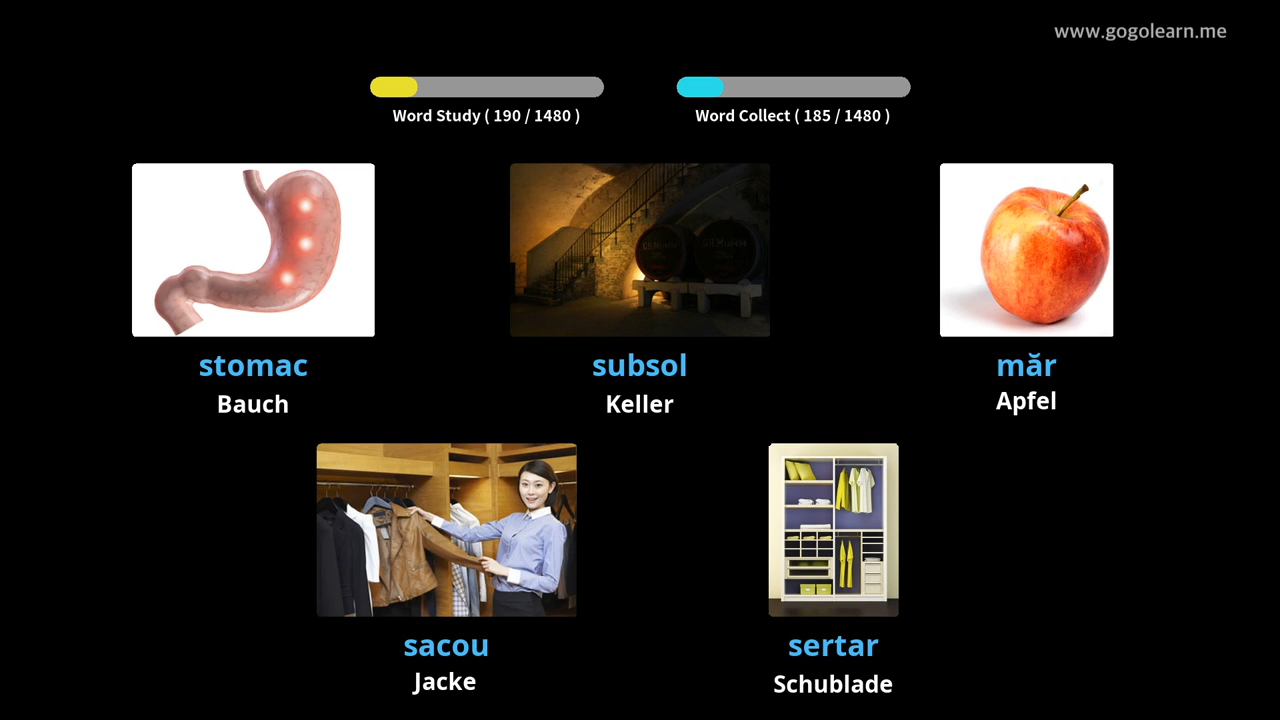 www.gogolearn.me
Word Study ( 190 / 1480 )
Word Collect ( 185 / 1480 )
stomac
Bauch
subsol
Keller
măr
Apfel
sacou
Jacke
sertar
Schublade